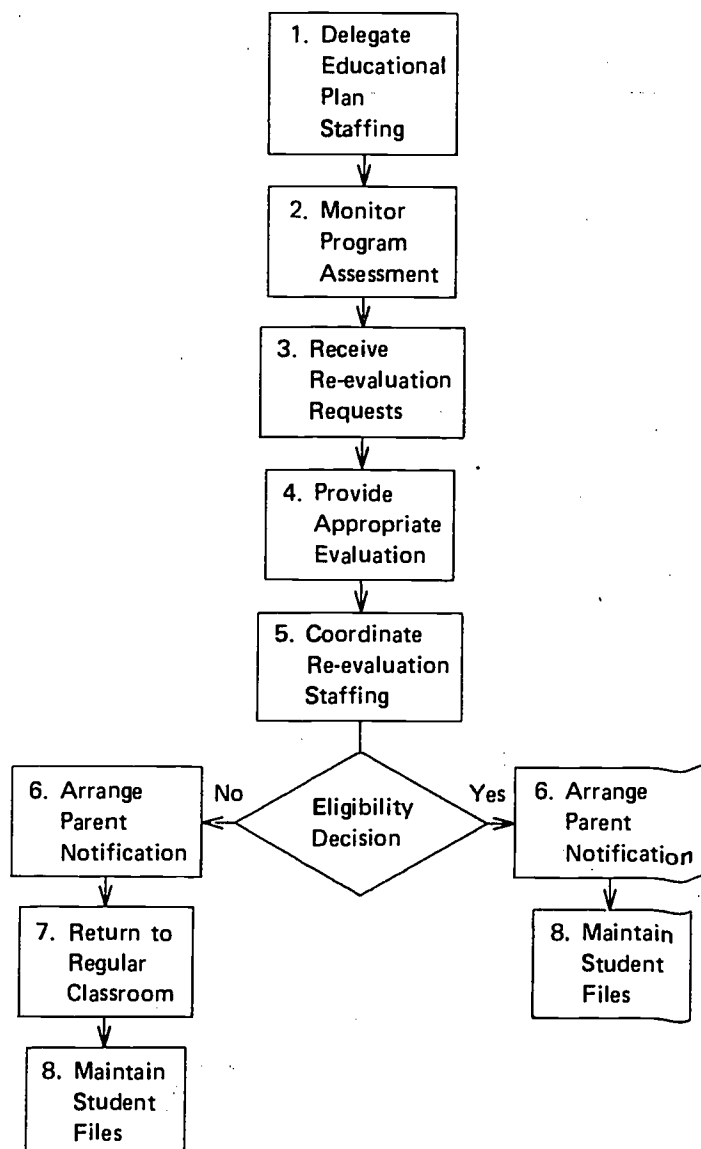 1. Delegate
Educational
Plan
Staffing
2. Monitor
Program
Assessment
3. Receive
Re-evaluation
Requests
4. Provide
Appropriate
Evaluation
5. Coordinate
Re-evaluation
Staffing
Eligibility
Decision
No
6. Arrange
Parent
Notification
7. Return to
Regular
Classroom
8. Maintain
Student
Files
Yes
6. Arrange
Parent
Notification
8. Maintain
Student
Files